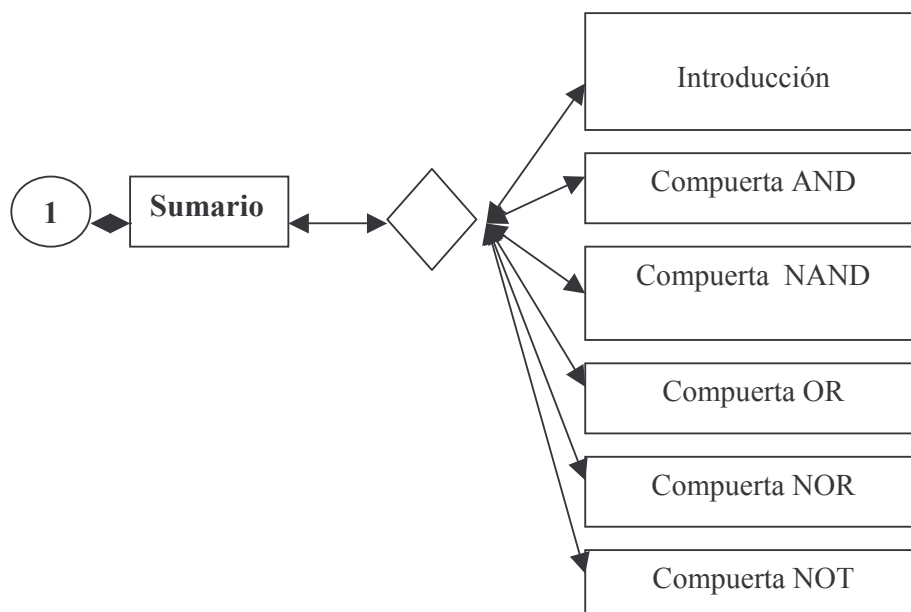 Introducción
Compuerta AND
1
Sumario
Compuerta  NAND
Compuerta OR
Compuerta NOR
Compuerta NOT